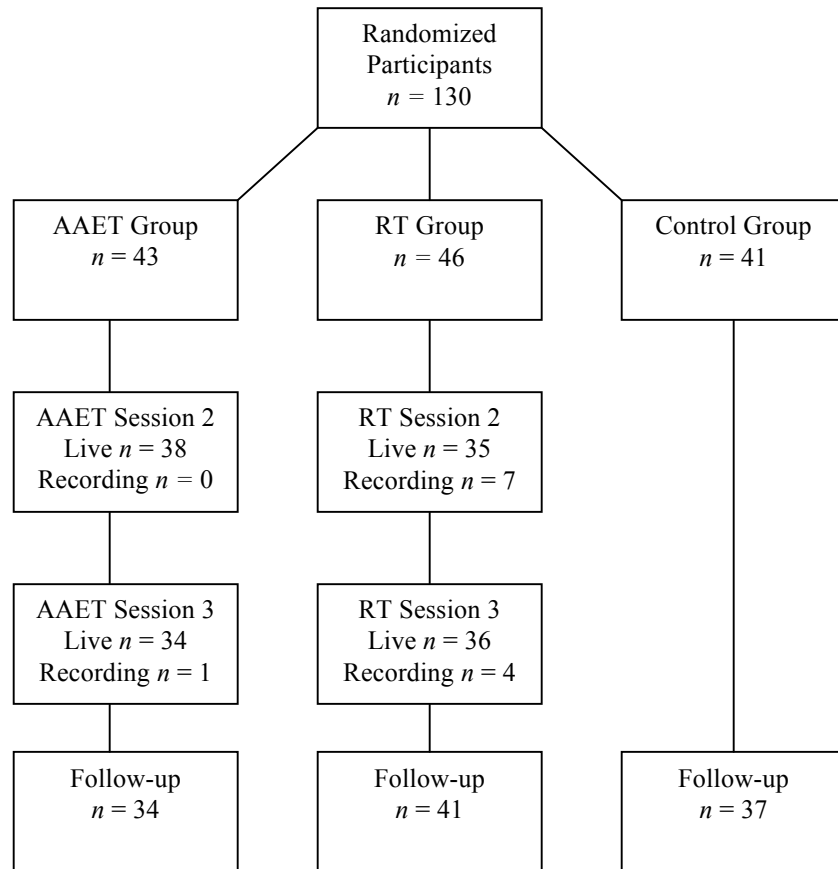 Randomized
Participants
n = 130
AAET Group
n = 43
RT Group
n = 46
Control Group
n = 41
AAET Session 2
Live n = 38
Recording n = 0
RT Session 2
Live n = 35
Recording n = 7
AAET Session 3
Live n = 34
Recording n = 1
RT Session 3
Live n = 36
Recording n = 4
Follow-up
n = 34
Follow-up
n = 41
Follow-up
n = 37